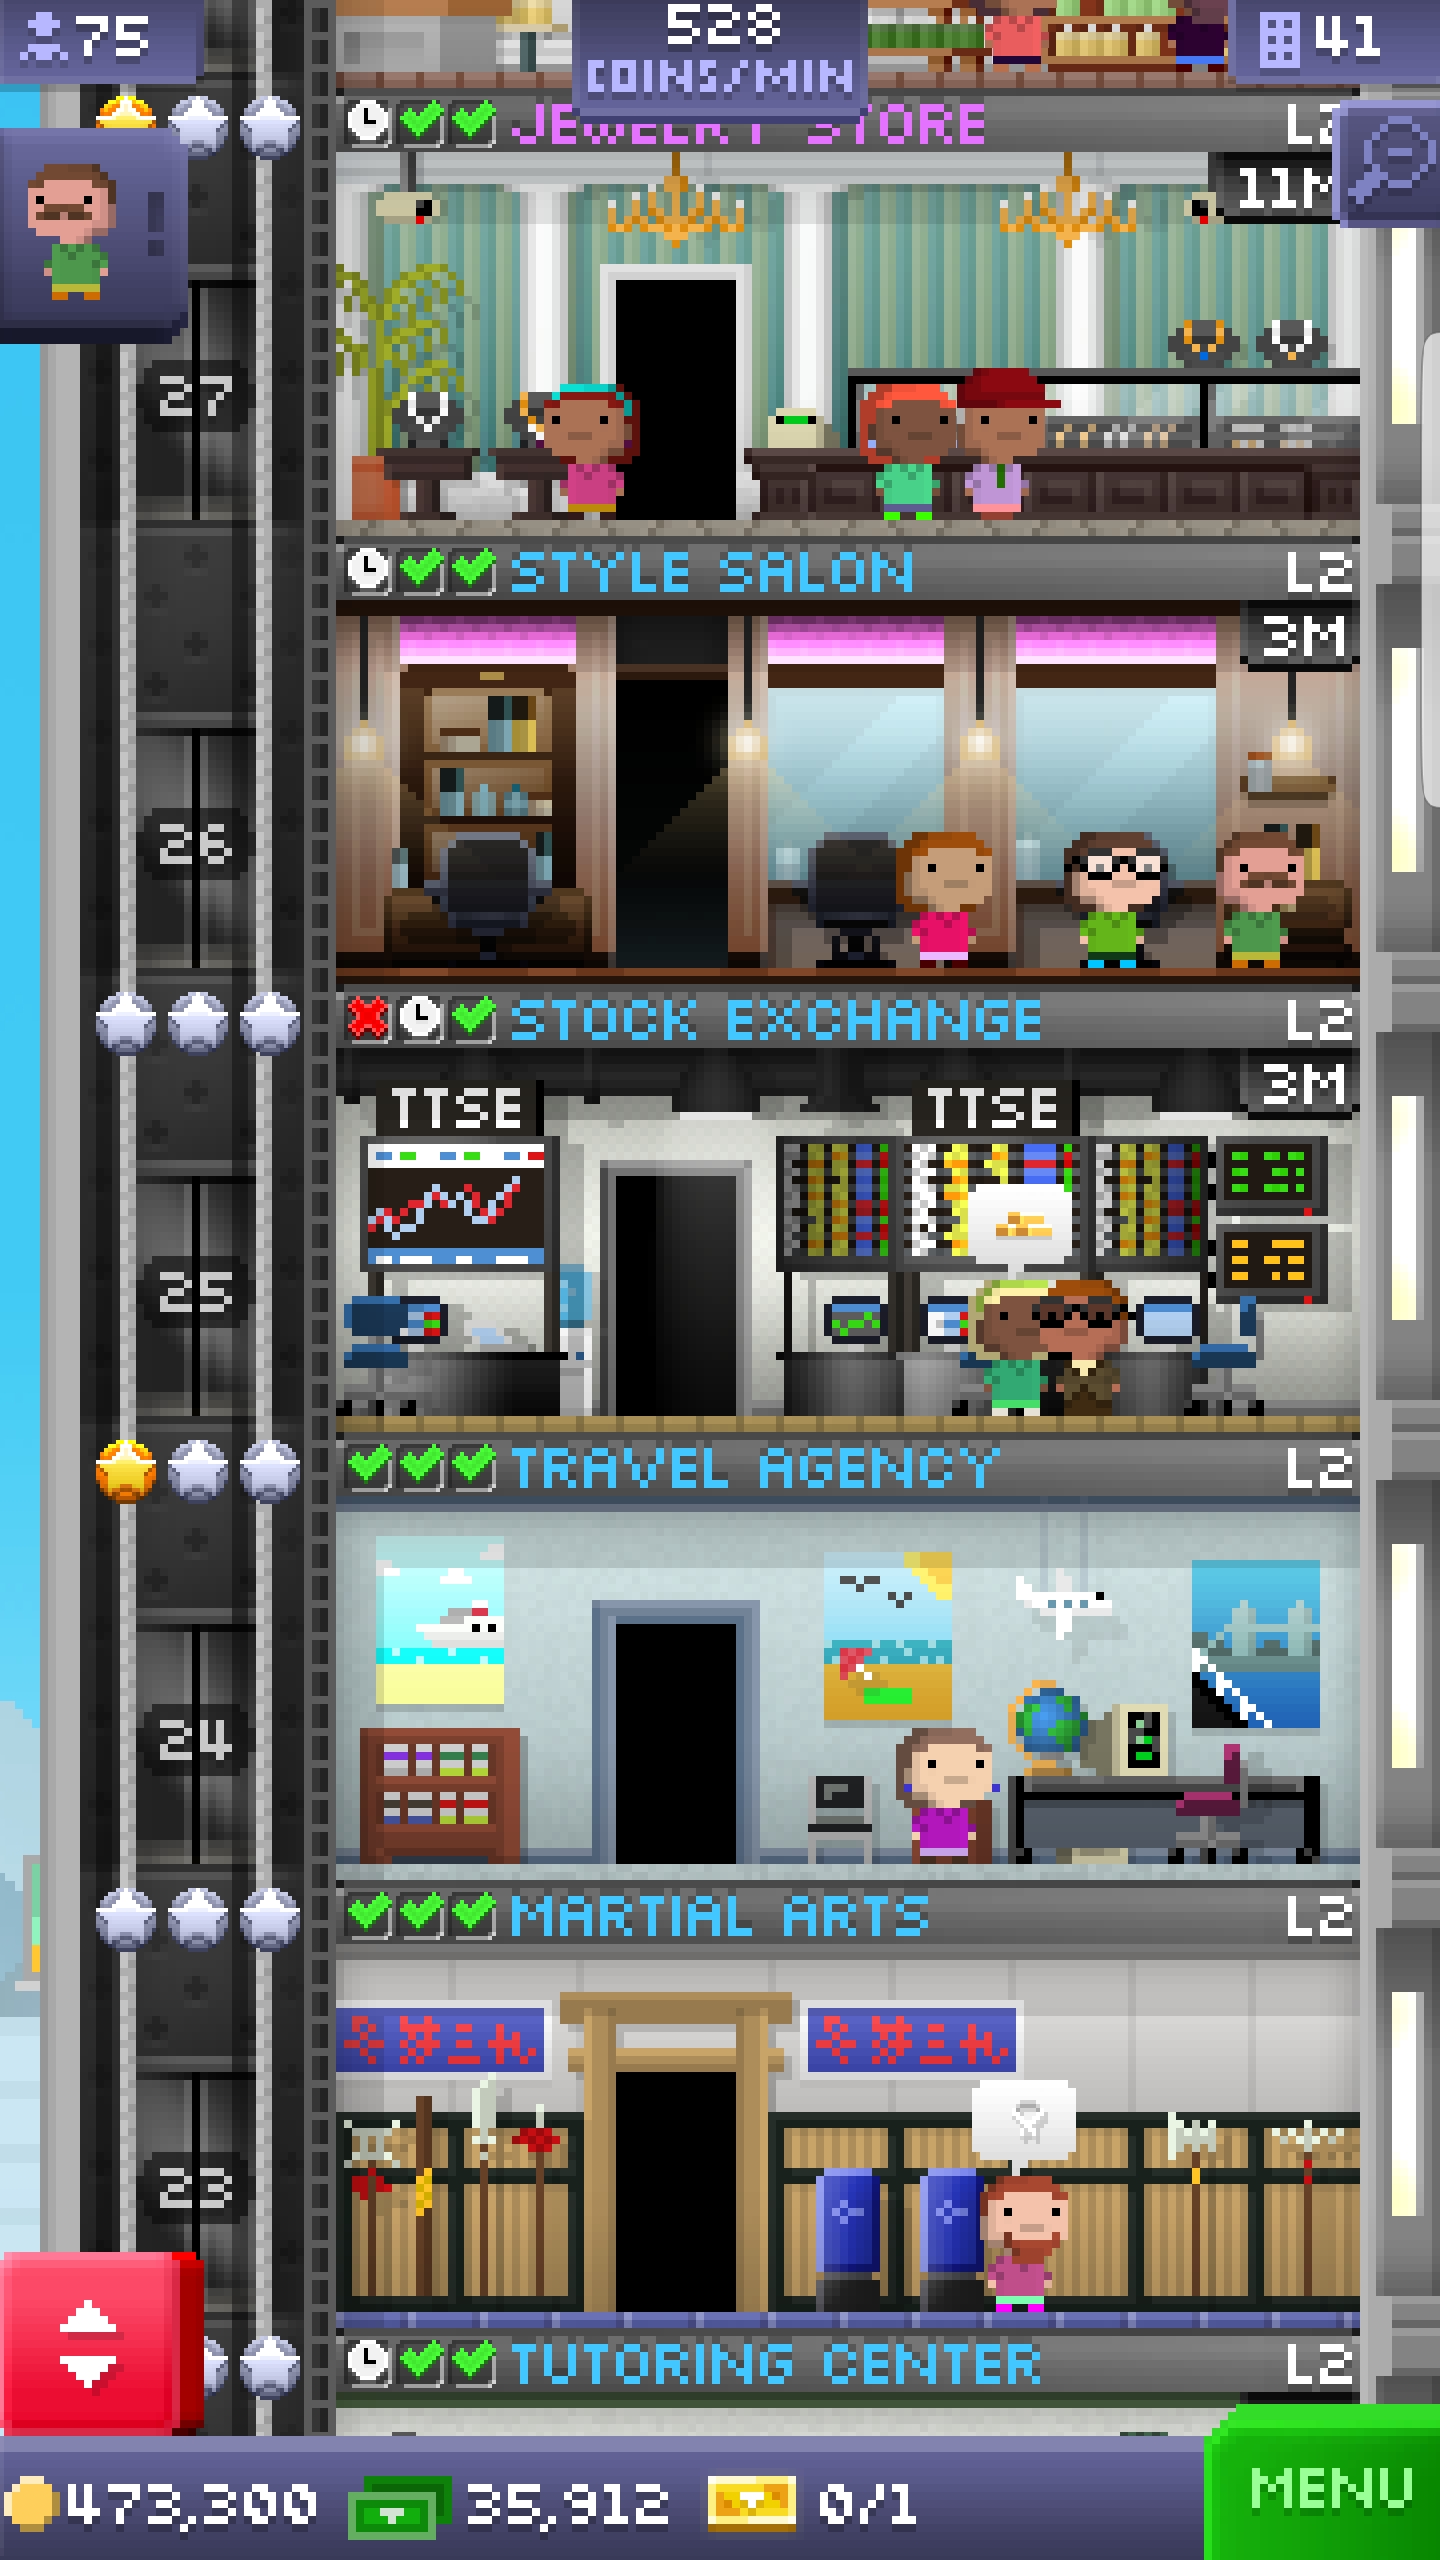 75
528
COINS/MIN
41
JEWELRY STORE
11M
27
STYLE SALON L2
3M
26
STOCK EXCHANGE L2
3M
TTSE TTSE
25
TRAVEL AGENCY L2
24
MARTIAL ARTS L2
23
TUTORING CENTER L2
473,300 35,912 0/1
MENU